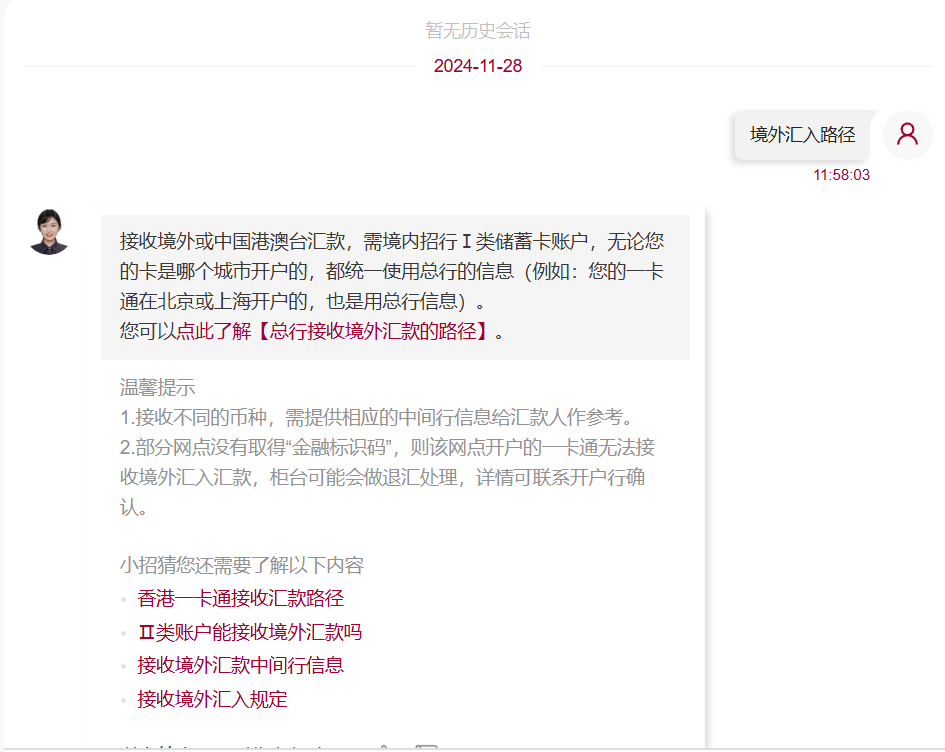 暂无历史会话
2024-11-28
境外汇入路径
11:58:03
接收境外或中国港澳台汇款，需境内招行Ⅰ类储蓄卡账户，无论您
的卡是哪个城市开户的，都统一使用总行的信息（例如：您的一卡
通在北京或上海开户的，也是用总行信息）。
您可以点此了解【总行接收境外汇款的路径】。
温馨提示
1.接收不同的币种，需提供相应的中间行信息给汇款人作参考。
2.部分网点没有取得“金融标识码”，则该网点开户的一卡通无法接
收境外汇入汇款，柜台可能会做退汇处理，详情可联系开户行确
认。
小招猜您还需要了解以下内容
香港一卡通接收汇款路径
Ⅱ类账户能接收境外汇款吗
接收境外汇款中间行信息
接收境外汇入规定